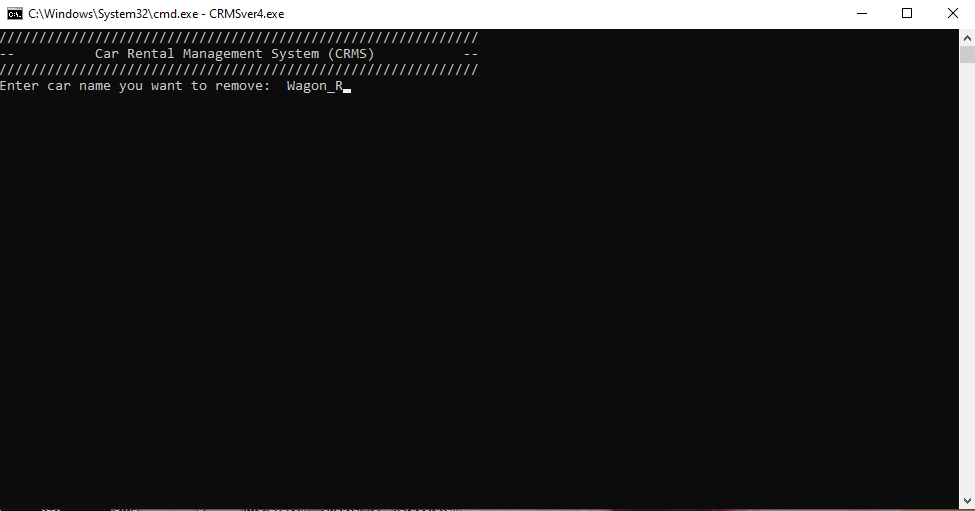 C:\Windows\System32\cmd.exe - CRMSver4.exe
////////////////////////////////////////////////////////////
--          Car Rental Management System (CRMS)           --
////////////////////////////////////////////////////////////
Enter car name you want to remove:  Wagon_R